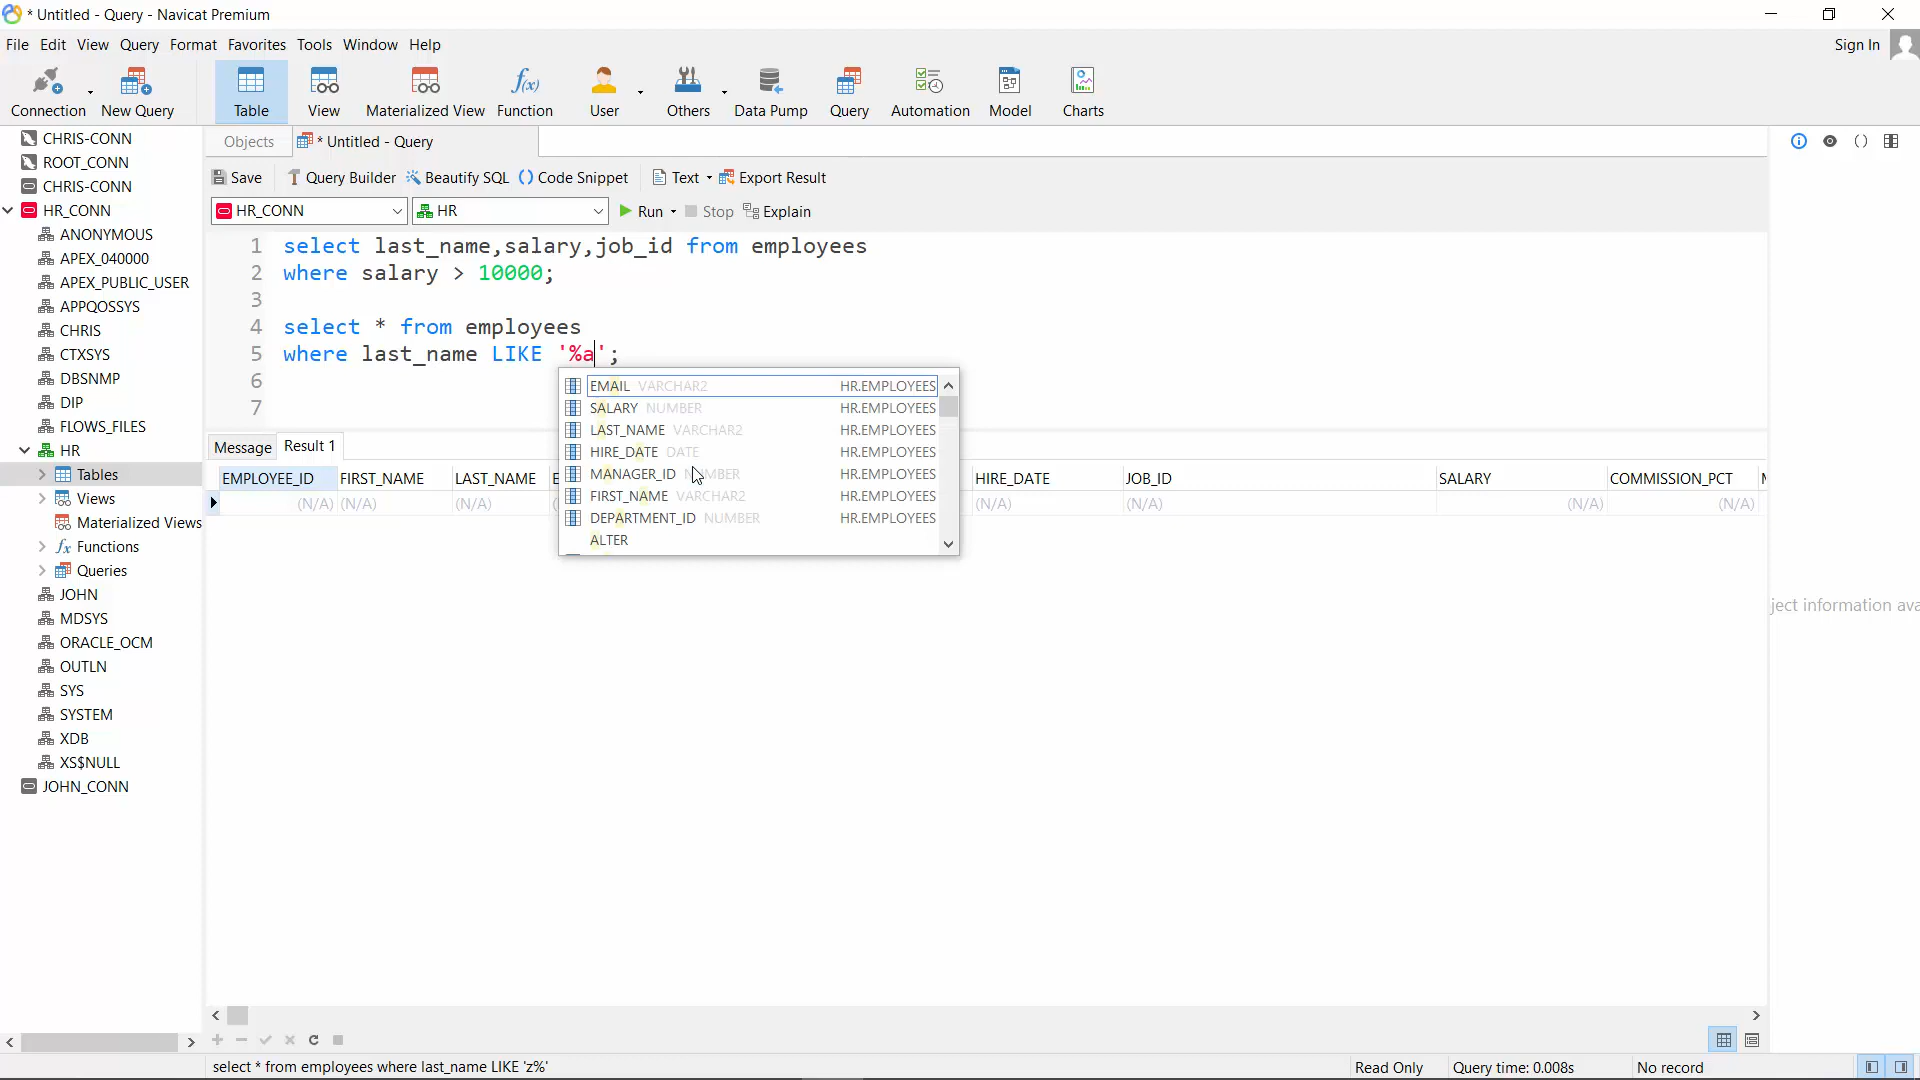 * Untitled - Query - Navicat Premium
File Edit View Query Format Favorites Tools Window Help Sign In
Connection New Query Table View Materialized View Function User Others Data Pump Query Automation Model Charts
CHRIS-CONN
ROOT_CONN
CHRIS-CONN
HR_CONN
ANONYMOUS
APEX_040000
APEX_PUBLIC_USER
APPQOSSYS
CHRIS
CTXSYS
DBSNMP
DIP
FLOWS_FILES
HR
Tables
Views
Materialized Views
Functions
Queries
JOHN
MDSYS
ORACLE_OCM
OUTLN
SYS
SYSTEM
XDB
XS$NULL
JOHN_CONN
Objects * Untitled - Query
Save Query Builder Beautify SQL () Code Snippet Text Export Result
HR_CONN HR Run Stop Explain
1 select last_name,salary,job_id from employees
2 where salary > 10000;
3
4 select * from employees
5 where last_name LIKE '%a';
6
7
EMAIL VARCHAR2 HR.EMPLOYEES
SALARY NUMBER HR.EMPLOYEES
LAST_NAME VARCHAR2 HR.EMPLOYEES
HIRE_DATE DATE HR.EMPLOYEES
MANAGER_ID NUMBER HR.EMPLOYEES
FIRST_NAME VARCHAR2 HR.EMPLOYEES
DEPARTMENT_ID NUMBER HR.EMPLOYEES
ALTER
Message Result 1
EMPLOYEE_ID FIRST_NAME LAST_NAME E HIRE_DATE JOB_ID SALARY COMMISSION_PCT
(N/A) (N/A) (N/A) (N/A) (N/A) (N/A) (N/A)
ject information ava
select * from employees where last_name LIKE 'z%' Read Only Query time: 0.008s No record